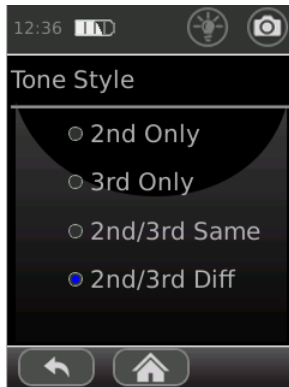 12:36
Tone Style
2nd Only
3rd Only
2nd/3rd Same
2nd/3rd Diff